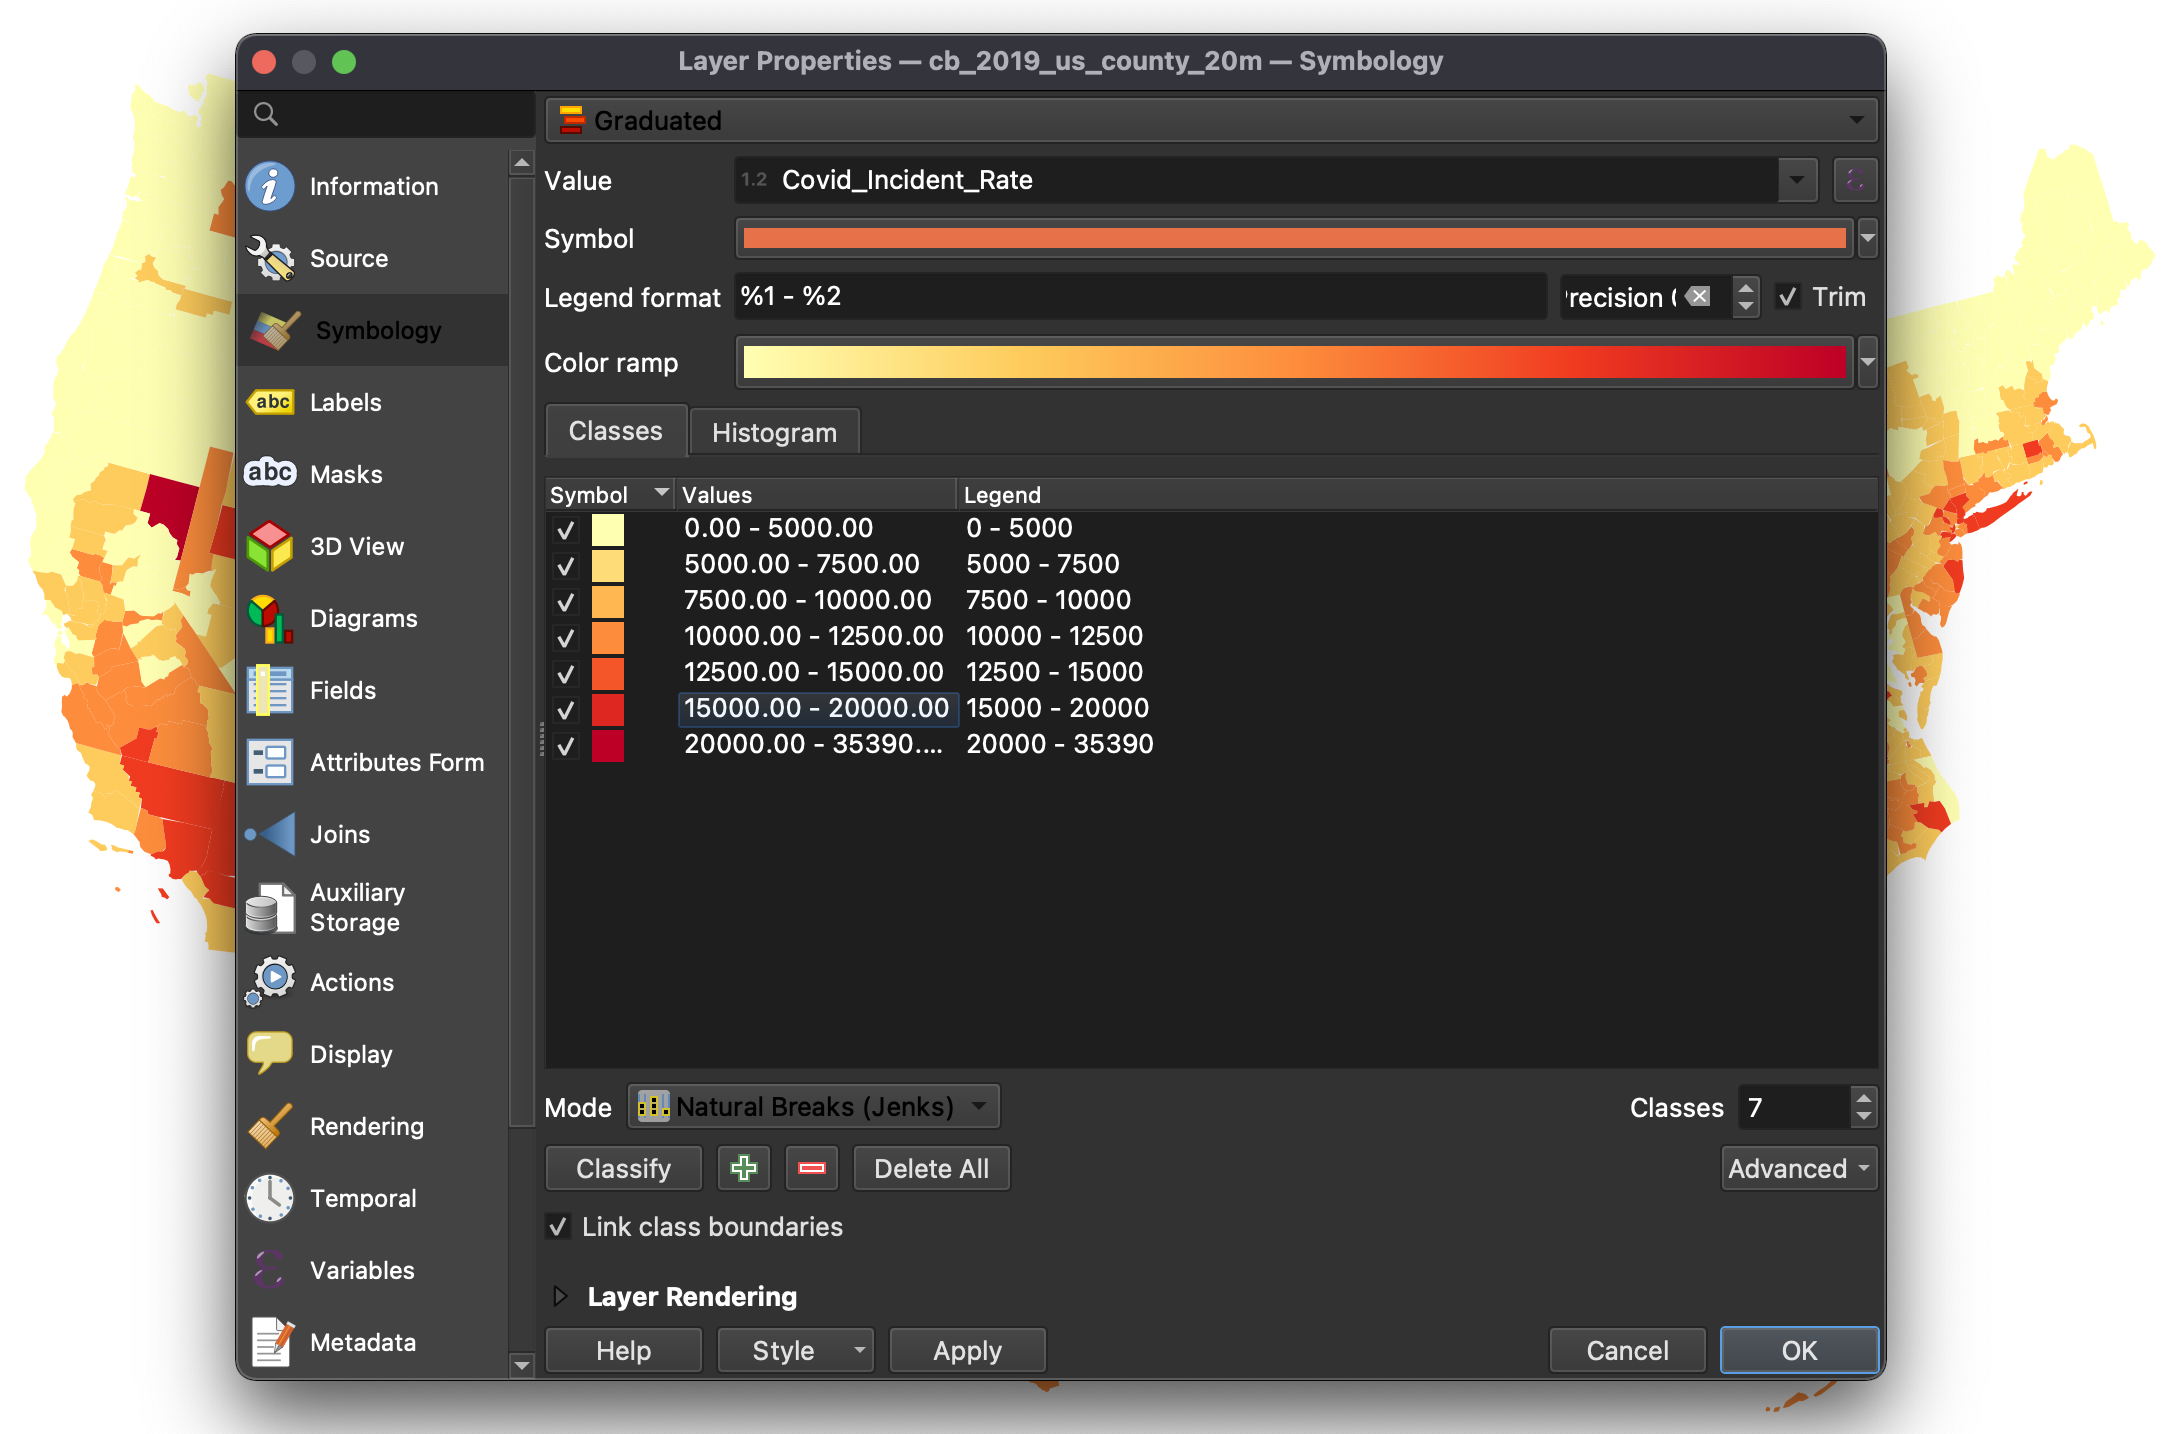 Layer Properties — cb_2019_us_county_20m — Symbology
Information
Source
Symbology
abc Labels
abc Masks
3D View
Diagrams
Fields
Attributes Form
Joins
Auxiliary
Storage
Actions
Display
Rendering
Temporal
Variables
Metadata
Graduated
Value 1.2 Covid_Incident_Rate
Symbol
Legend format %1 - %2 recision Trim
Color ramp
Classes Histogram
Symbol Values Legend
0.00 - 5000.00 0 - 5000
5000.00 - 7500.00 5000 - 7500
7500.00 - 10000.00 7500 - 10000
10000.00 - 12500.00 10000 - 12500
12500.00 - 15000.00 12500 - 15000
15000.00 - 20000.00 15000 - 20000
20000.00 - 35390.... 20000 - 35390
Mode Natural Breaks (Jenks) Classes 7
Classify Delete All Advanced
Link class boundaries
Layer Rendering
Help Style Apply Cancel OK